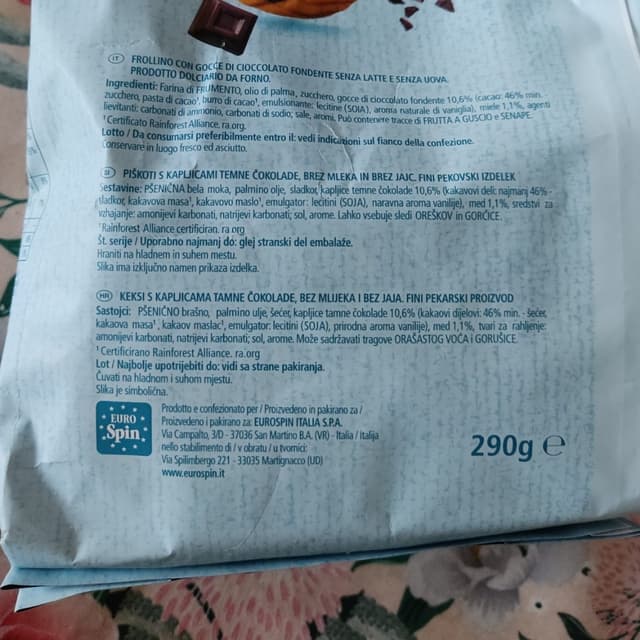 IT FROLLINO CON GOCCE DI CIOCCOLATO FONDENTE SENZA LATTE E SENZA UOVA.
PRODOTTO DOLCIARIO DA FORNO.
Ingredienti: Farina di FRUMENTO, olio di palma, zucchero, gocce di cioccolato fondente 10,6% (cacao: 46% min. -
zucchero, pasta di cacao¹, burro di cacao¹, emulsionante: lecitine (SOIA), aroma naturale di vaniglia), miele 1,1%, agenti
lievitanti: carbonati di ammonio, carbonati di sodio; sale, aromi. Può contenere tracce di FRUTTA A GUSCIO e SENAPE.
¹Certificato Rainforest Alliance. ra.org
Lotto / Da consumarsi preferibilmente entro il: vedi indicazioni sul fianco della confezione.
Conservare in luogo fresco ed asciutto.
SI PIŠKOTI S KAPLJICAMI TEMNE ČOKOLADE, BREZ MLEKA IN BREZ JAJC. FINI PEKOVSKI IZDELEK
Sestavine: PŠENIČNA bela moka, palmino olje, sladkor, kapljice temne čokolade 10,6% (kakavovi deli: najmanj 46% -
sladkor, kakavova masa¹, kakavovo maslo¹, emulgator: lecitini (SOJA), naravna aroma vanilije), med 1,1%, sredstvi za
vzhajanje: amonijevi karbonati, natrijevi karbonati; sol, arome. Lahko vsebuje sledi OREŠKOV in GORČICE.
¹Rainforest Alliance certificiran. ra.org
Št. serije / Uporabno najmanj do: glej stranski del embalaže.
Hraniti na hladnem in suhem mestu.
Slika ima izključno namen prikaza izdelka.
HR KEKSI S KAPLJICAMA TAMNE ČOKOLADE, BEZ MLIJEKA I BEZ JAJA. FINI PEKARSKI PROIZVOD
Sastojci: PŠENIČNO brašno, palmino ulje, šećer, kapljice tamne čokolade 10,6% (kakaovi dijelovi: 46% min. - šećer,
kakaova masa¹, kakaov maslac¹, emulgator: lecitini (SOJA), prirodna aroma vanilije), med 1,1%, tvari za rahljenje:
amonijevi karbonati, natrijevi karbonati; sol, arome. Može sadržavati tragove ORAŠASTOG VOĆA i GORUŠICE.
¹Certificirano Rainforest Alliance. ra.org
Lot / Najbolje upotrijebiti do: vidi sa strane pakiranja.
Čuvati na hladnom i suhom mjestu.
Slika je simbolična.
EURO
Spin
Prodotto e confezionato per / Proizvedeno in pakirano za /
Proizvedeno i pakirano za: EUROSPIN ITALIA S.P.A.
Via Campalto, 3/D - 37036 San Martino B.A. (VR) - Italia / Italija
nello stabilimento di / v obratu / u tvornici:
Via Spilimbergo 221 - 33035 Martignacco (UD)
www.eurospin.it
290g ℮